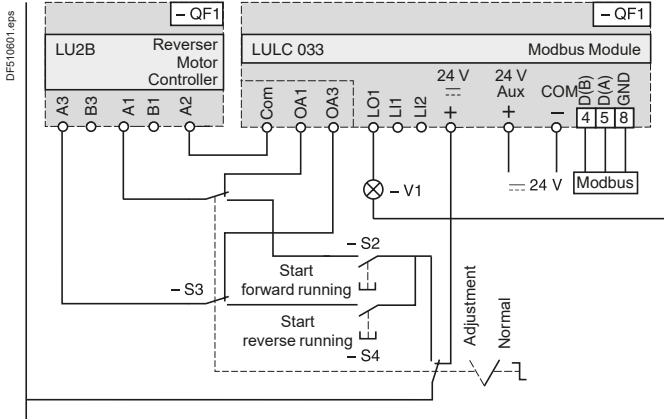 DF510601.eps
– QF1
– QF1
LU2B
Reverser
Motor
Controller
LULC 033
Modbus Module
A3
B3
A1
B1
A2
Com
OA1
OA3
LO1
LI1
LI2
24 V
+
24 V
Aux
+
COM
–
D(B)
D(A)
GND
4
5
8
– V1
24 V
Modbus
– S2
Start
forward running
– S3
Start
reverse running
– S4
Adjustment
Normal